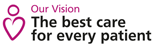 Our Vision
The best care
for every patient